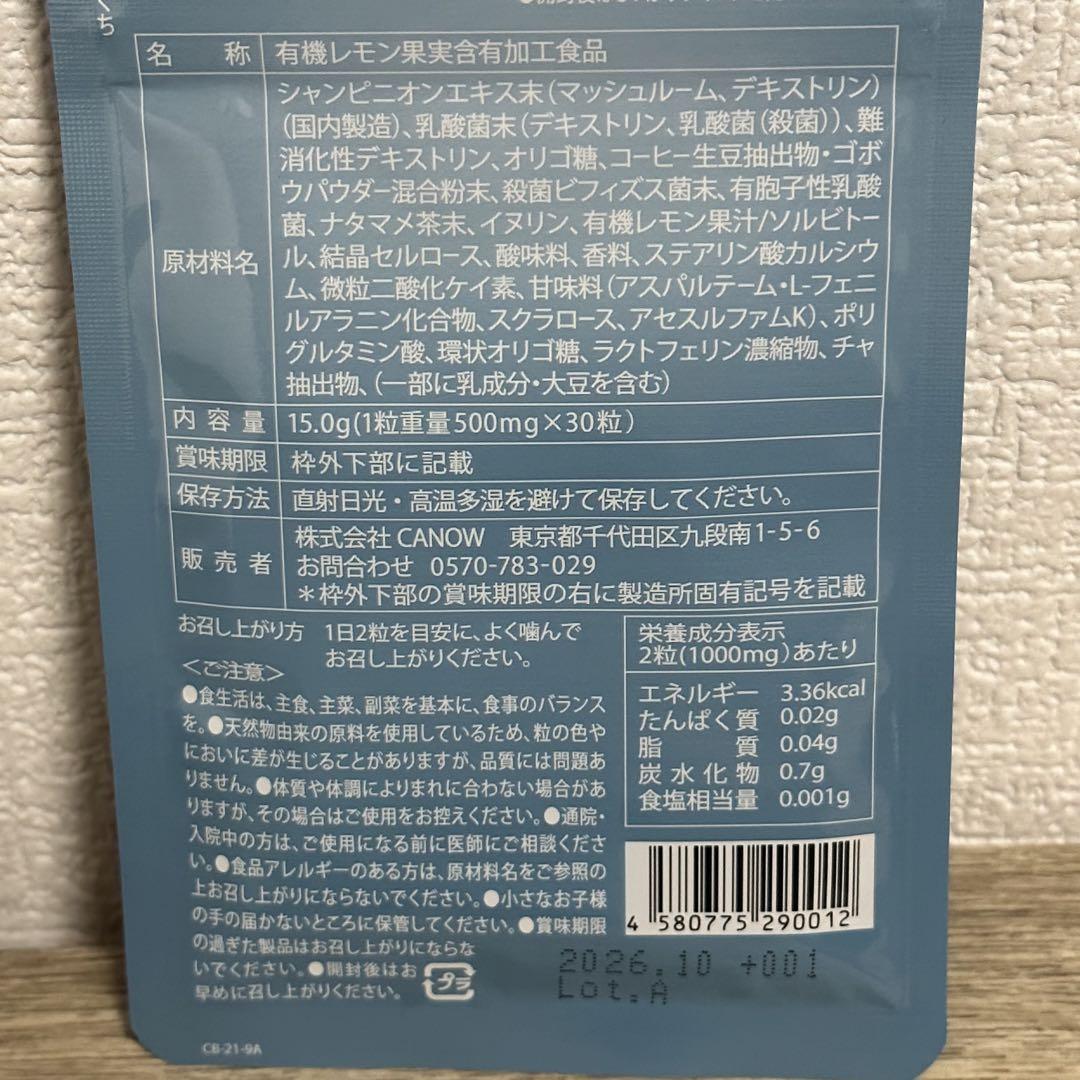 くち
名称 有機レモン果実含有加工食品
原材料名
シャンピニオンエキス末(マッシュルーム、デキストリン)
(国内製造)、乳酸菌末(デキストリン、乳酸菌(殺菌))、難
消化性デキストリン、オリゴ糖、コーヒー生豆抽出物・ゴボ
ウパウダー混合粉末、殺菌ビフィズス菌末、有胞子性乳酸
菌、ナタマメ茶末、イヌリン、有機レモン果汁/ソルビトー
ル、結晶セルロース、酸味料、香料、ステアリン酸カルシウ
ム、微粒二酸化ケイ素、甘味料(アスパルテーム・L-フェニ
ルアラニン化合物、スクラロース、アセスルファムK)、ポリ
グルタミン酸、環状オリゴ糖、ラクトフェリン濃縮物、チャ
抽出物、(一部に乳成分・大豆を含む)
内容量 15.0g(1粒重量500mg×30粒)
賞味期限 枠外下部に記載
保存方法 直射日光・高温多湿を避けて保存してください。
販売者
株式会社 CANOW 東京都千代田区九段南1-5-6
お問合わせ 0570-783-029
*枠外下部の賞味期限の右に製造所固有記号を記載
お召し上がり方 1日2粒を目安に、よく噛んで
お召し上がりください。
<ご注意>
●食生活は、主食、主菜、副菜を基本に、食事のバランス
を。●天然物由来の原料を使用しているため、粒の色や
においに差が生じることがありますが、品質には問題あ
りません。●体質や体調によりまれに合わない場合があ
りますが、その場合はご使用をお控えください。●通院・
入院中の方は、ご使用になる前に医師にご相談くださ
い。●食品アレルギーのある方は、原材料名をご参照の
上お召し上がりにならないでください。●小さなお子様
の手の届かないところに保管してください。●賞味期限
の過ぎた製品はお召し上がりにならな
いでください。●開封後はお
早めに召し上がりください。
プラ
栄養成分表示
2粒(1000mg)あたり
エネルギー 3.36kcal
たんぱく質 0.02g
脂質 0.04g
炭水化物 0.7g
食塩相当量 0.001g
4 580775 290012
2026.10 +001
Lot.A
CB-21-9A